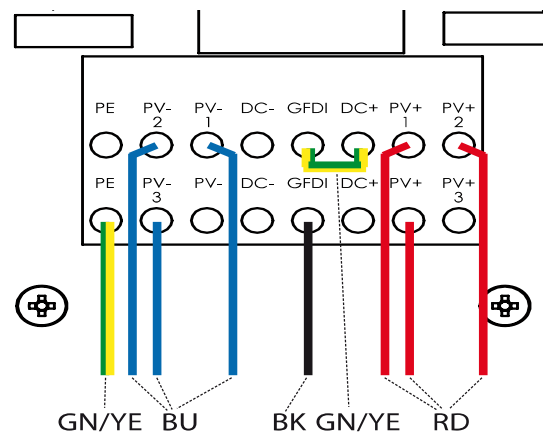 PE PV- PV- DC- GFDI DC+ PV+ PV+
2 1 1 2
PE PV- PV- DC- GFDI DC+ PV+ PV+
3 3
GN/YE BU BK GN/YE RD